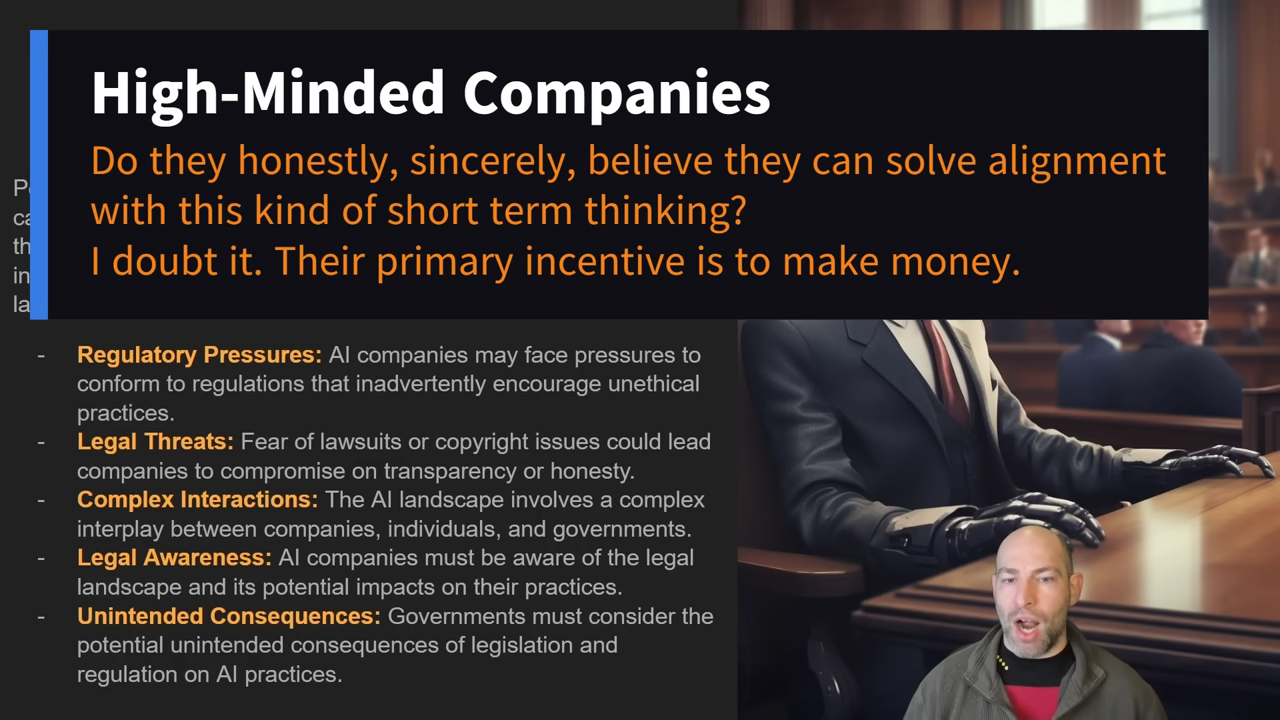 High-Minded Companies
Do they honestly, sincerely, believe they can solve alignment
with this kind of short term thinking?
I doubt it. Their primary incentive is to make money.
- Regulatory Pressures: AI companies may face pressures to
conform to regulations that inadvertently encourage unethical
practices.
- Legal Threats: Fear of lawsuits or copyright issues could lead
companies to compromise on transparency or honesty.
- Complex Interactions: The AI landscape involves a complex
interplay between companies, individuals, and governments.
- Legal Awareness: AI companies must be aware of the legal
landscape and its potential impacts on their practices.
- Unintended Consequences: Governments must consider the
potential unintended consequences of legislation and
regulation on AI practices.